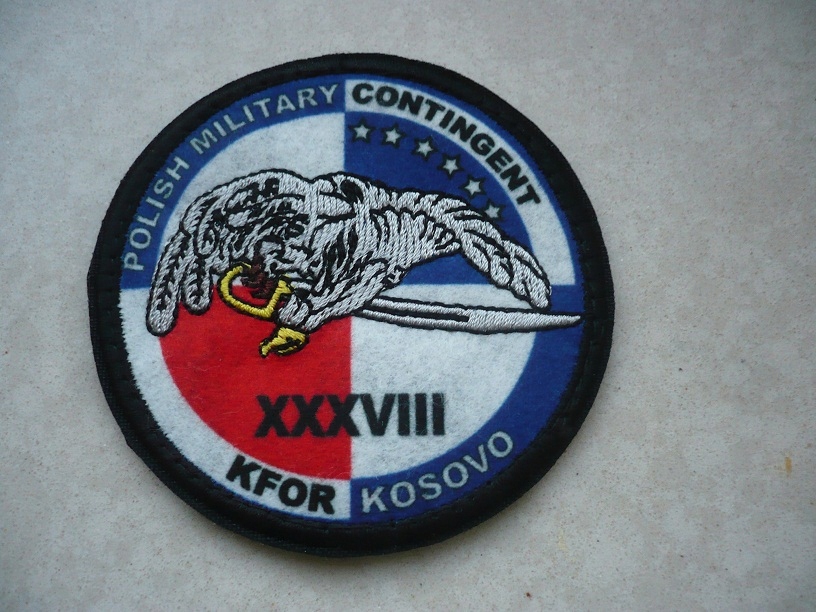 POLISH MILITARY CONTINGENT
XXXVIII
KFOR KOSOVO